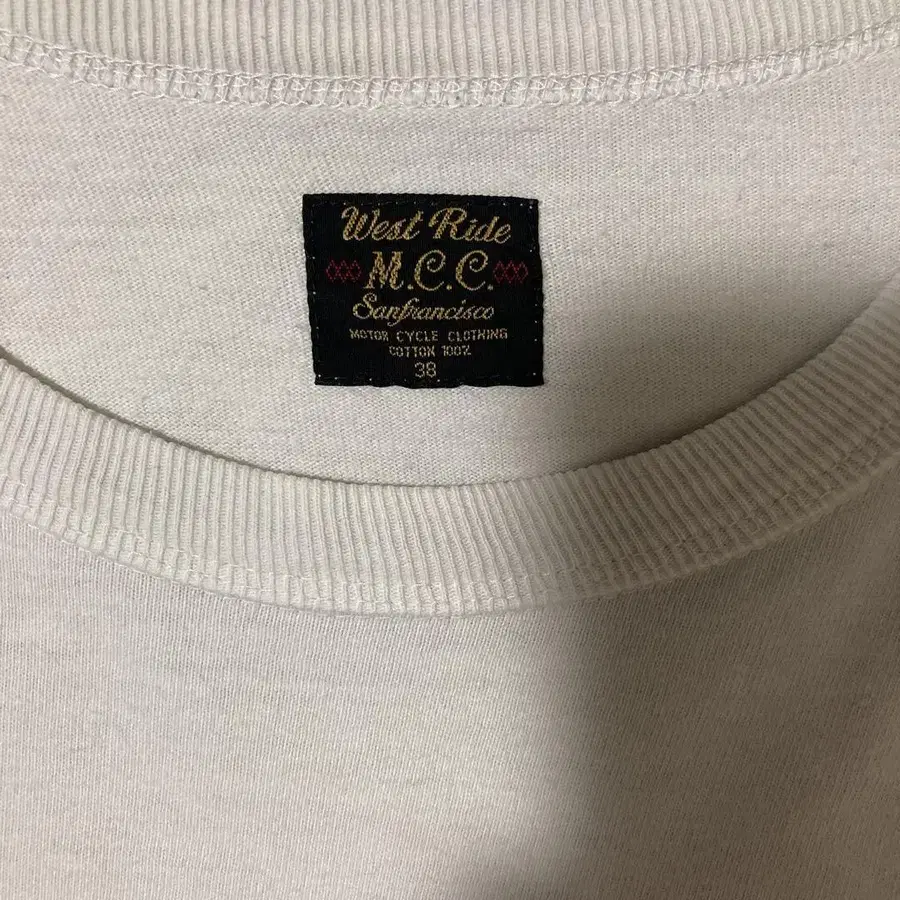 West Ride
M.C.C.
Sanfrancisco
MOTOR CYCLE CLOTHING
COTTON 100%
38